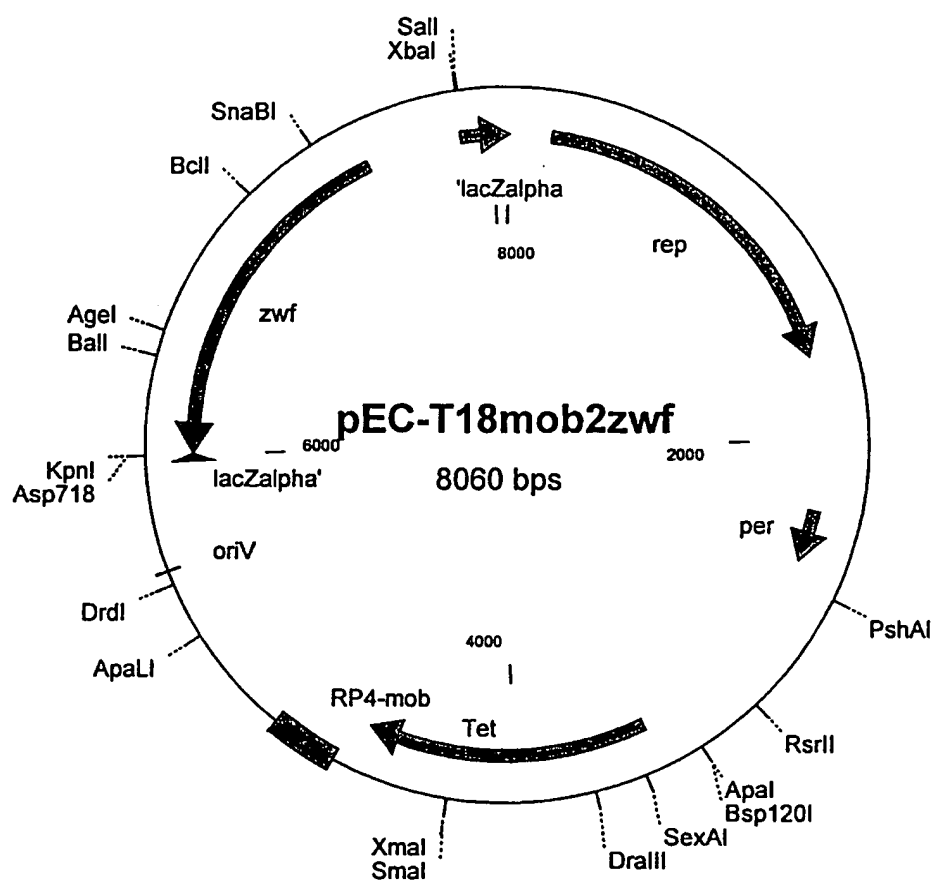 SalI
XbaI
SnaBI
BclI
'lacZalpha
8000
rep
AgeI
BalI
zwf
pEC-T18mob2zwf
6000
2000
8060 bps
KpnI
Asp718
lacZalpha'
per
oriV
DrdI
PshAI
ApaLI
4000
RP4-mob
Tet
RsrII
ApaI
Bsp120I
SexAI
DraIII
XmaI
SmaI